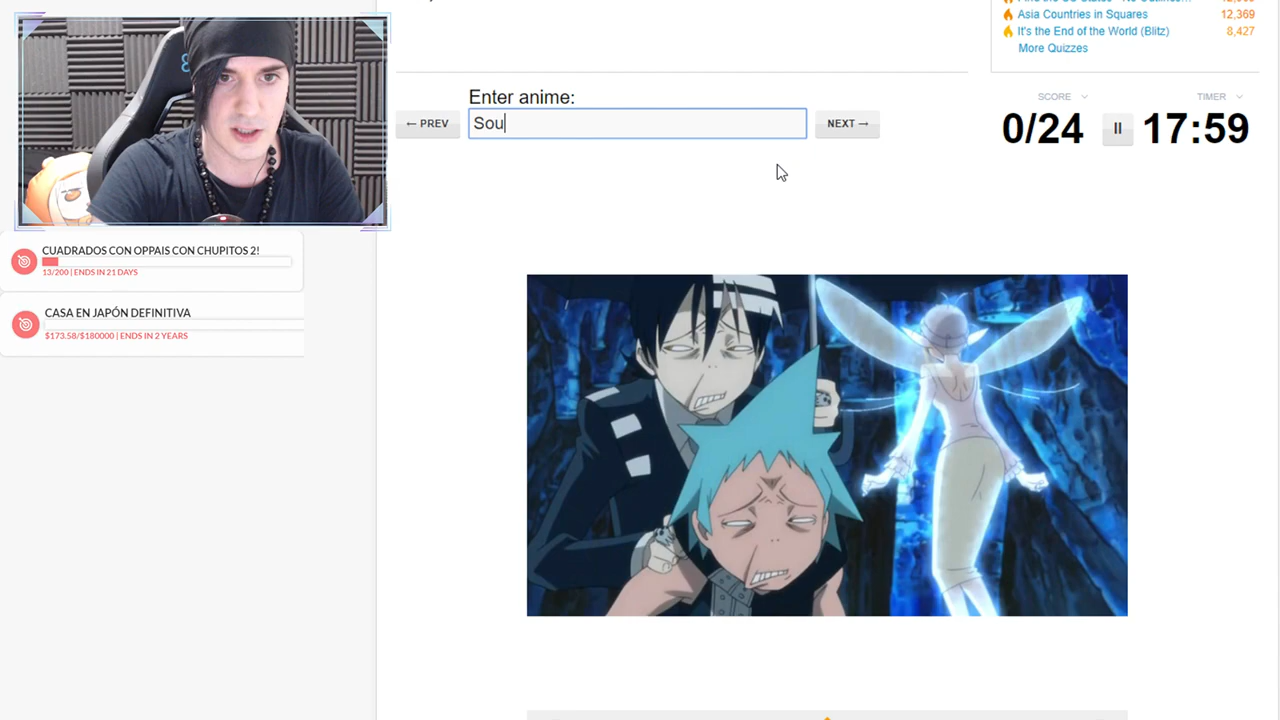 Asia Countries in Squares 12,369
It's the End of the World (Blitz) 8,427
More Quizzes
Enter anime:
← PREV
Sou
NEXT →
SCORE
0/24
TIMER
17:59
CUADRADOS CON OPPAIS CON CHUPITOS 2!
13/200 | ENDS IN 21 DAYS
CASA EN JAPÓN DEFINITIVA
$173.58/$180000 | ENDS IN 2 YEARS